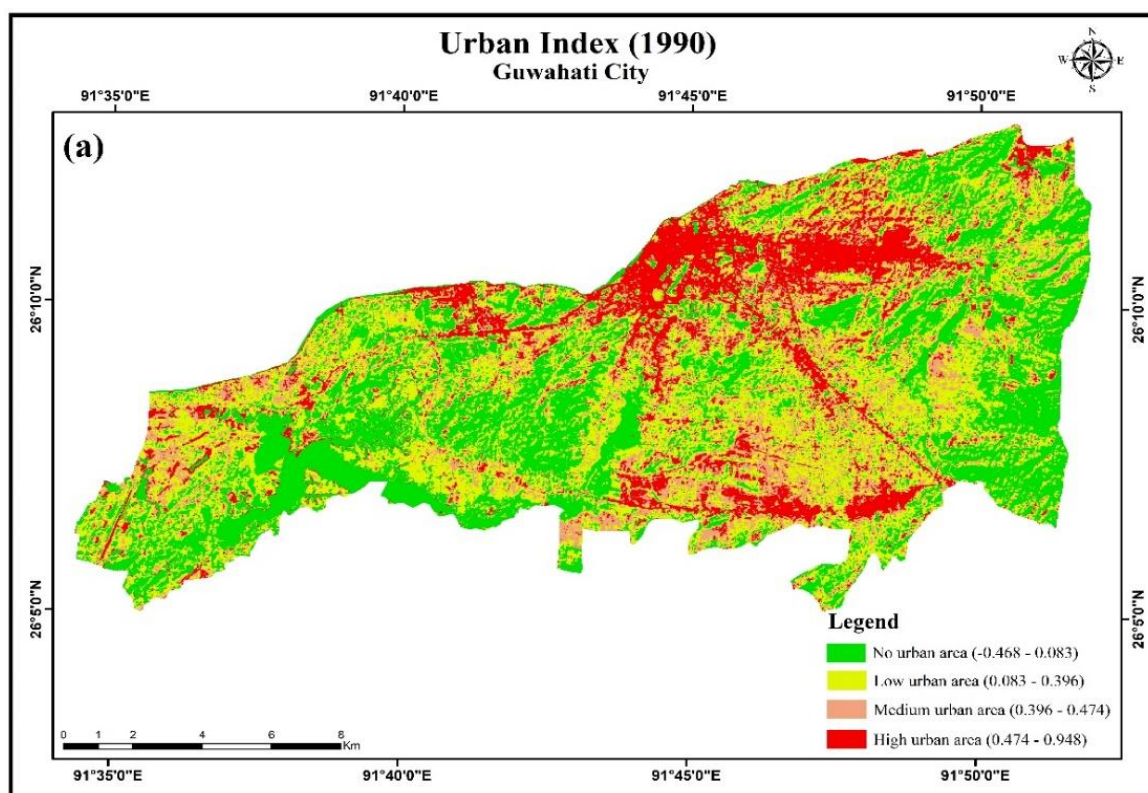 Urban Index (1990)
Guwahati City
N
W E
S
91°35'0"E 91°40'0"E 91°45'0"E 91°50'0"E
(a)
26°10'0"N 26°10'0"N
26°5'0"N 26°5'0"N
Legend
No urban area (-0.468 - 0.083)
Low urban area (0.083 - 0.396)
Medium urban area (0.396 - 0.474)
High urban area (0.474 - 0.948)
0 1 2 4 6 8
Km
91°35'0"E 91°40'0"E 91°45'0"E 91°50'0"E